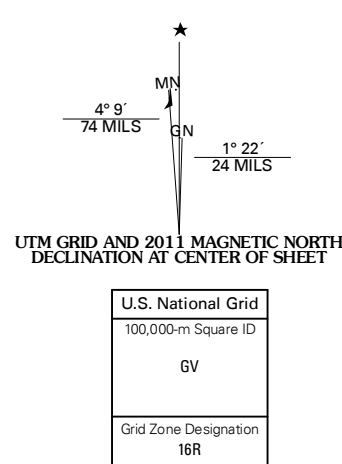 ★
MN
4° 9´
74 MILS
GN
1° 22´
24 MILS
UTM GRID AND 2011 MAGNETIC NORTH
DECLINATION AT CENTER OF SHEET
U.S. National Grid
100,000-m Square ID
GV
Grid Zone Designation
16R